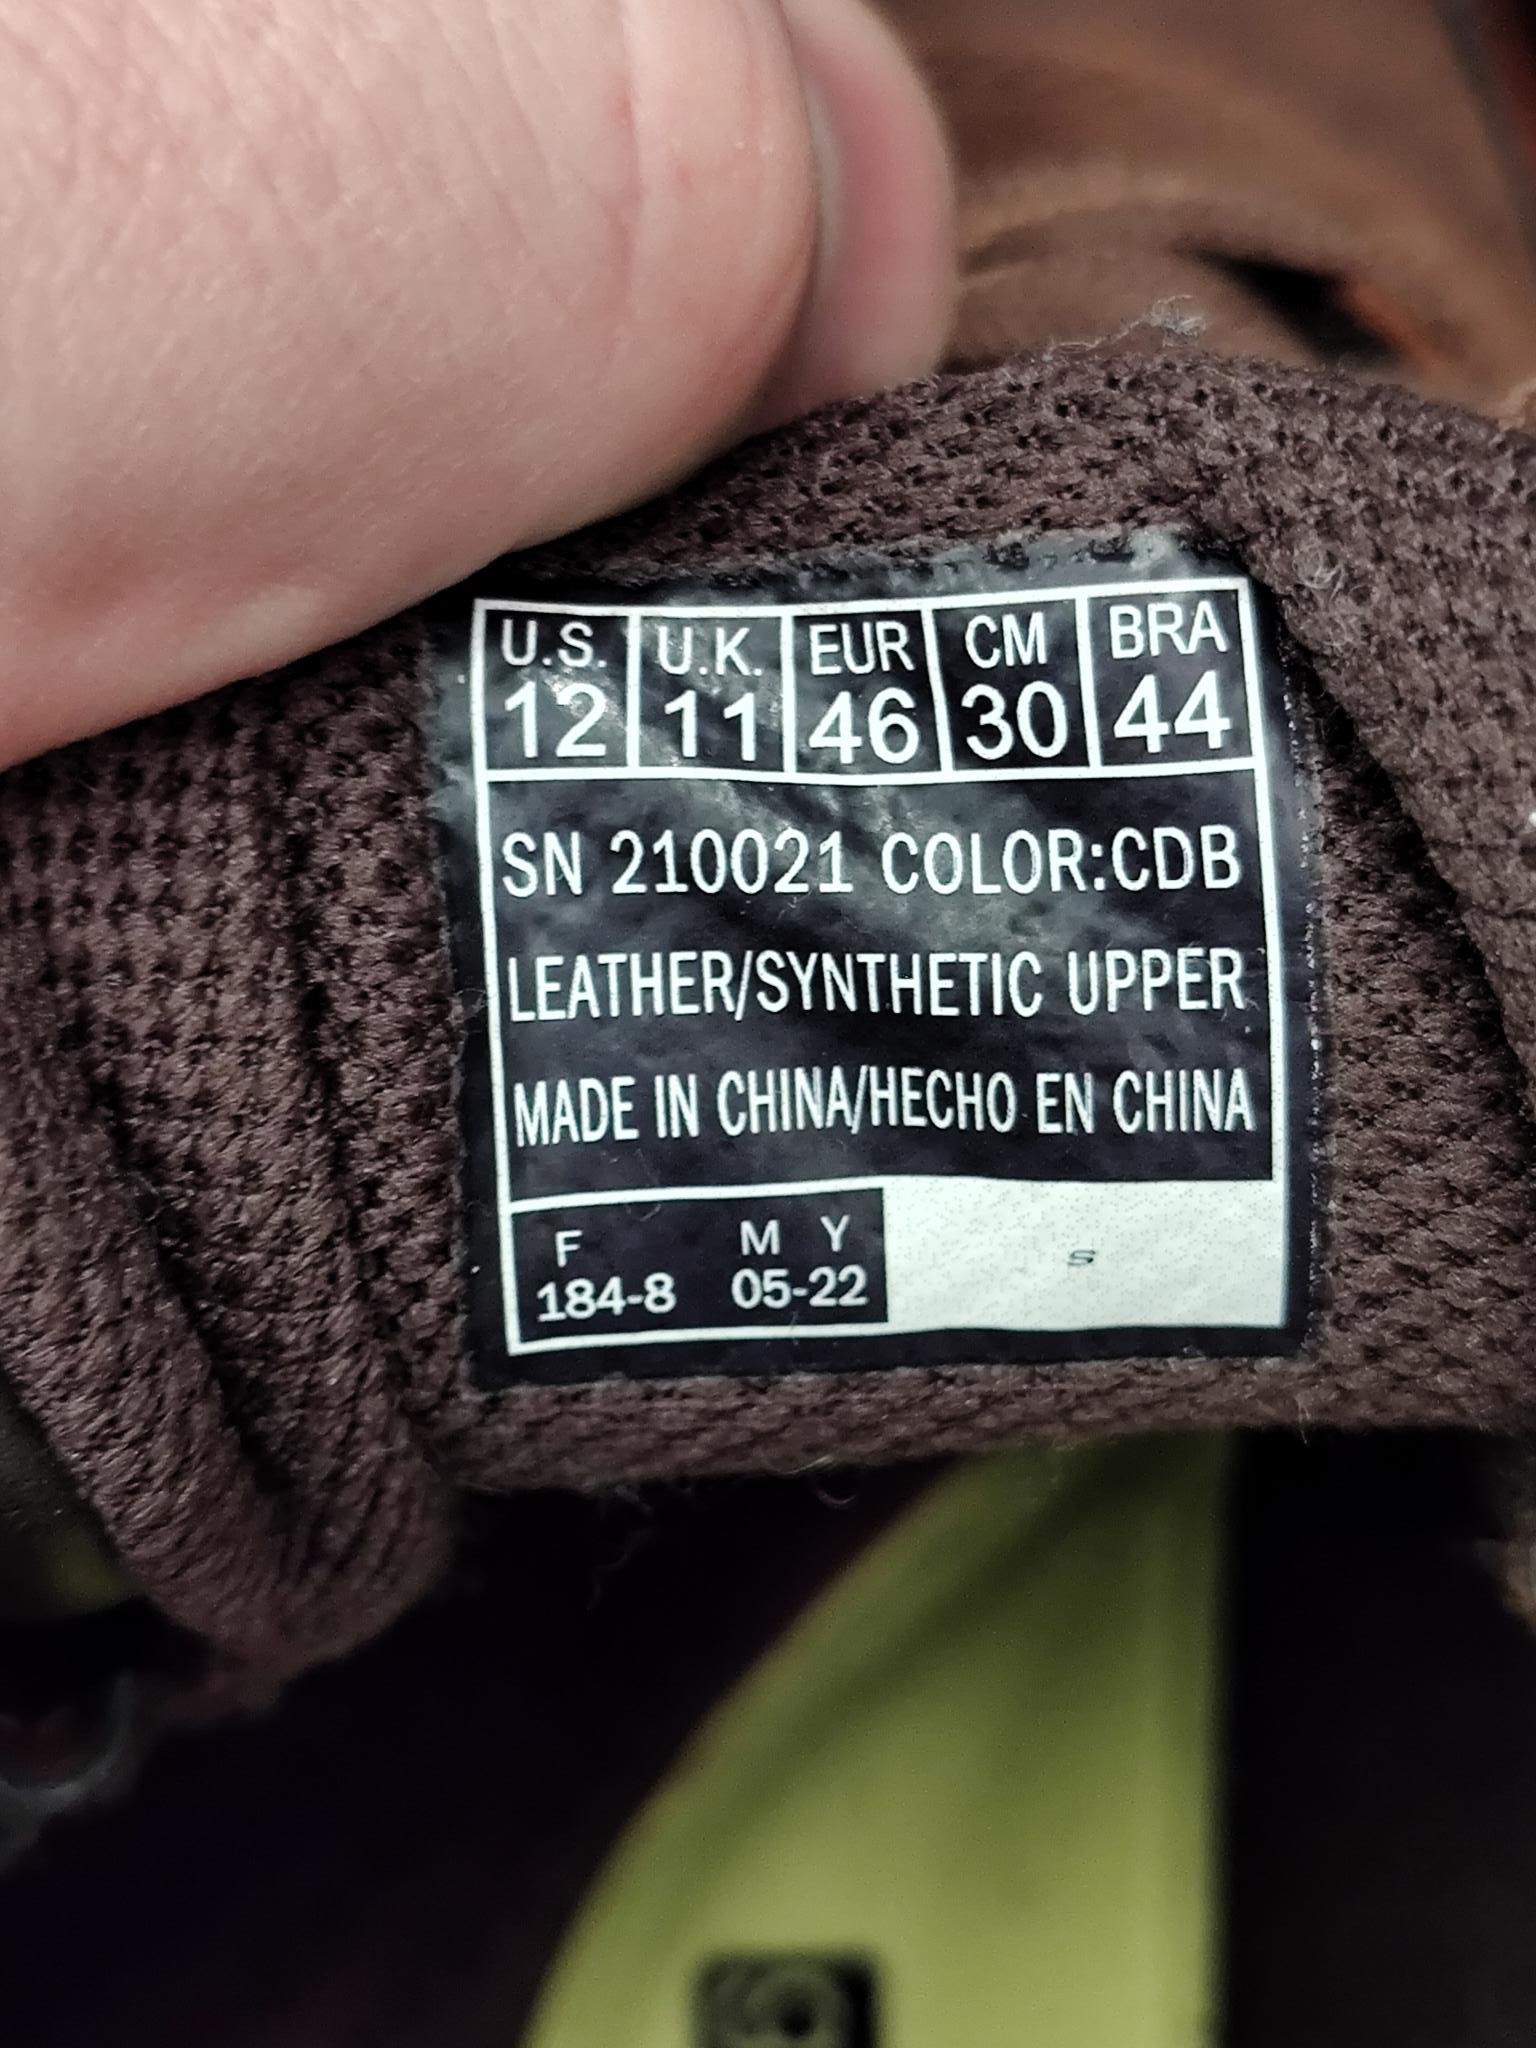 U.S. U.K. EUR CM BRA
12 11 46 30 44
SN 210021 COLOR:CDB
LEATHER/SYNTHETIC UPPER
MADE IN CHINA/HECHO EN CHINA
F M Y
184-8 05-22
S